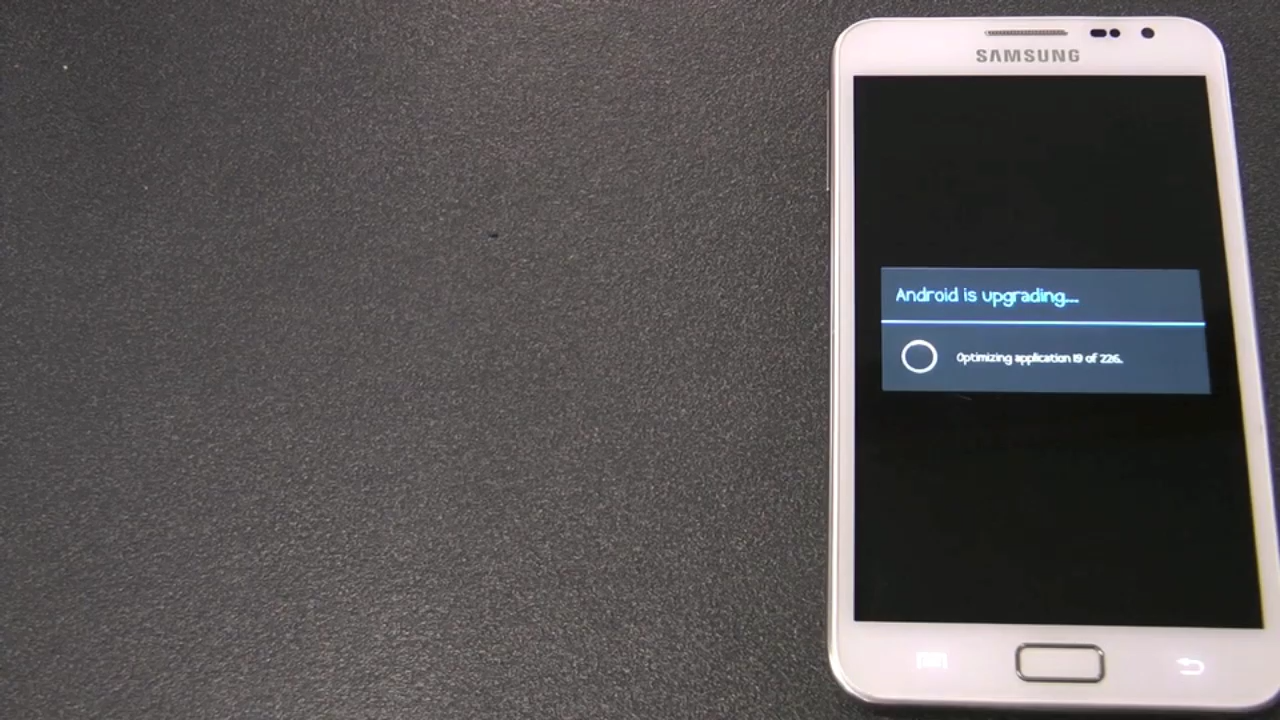 SAMSUNG
Android is upgrading...
Optimizing application 19 of 226.